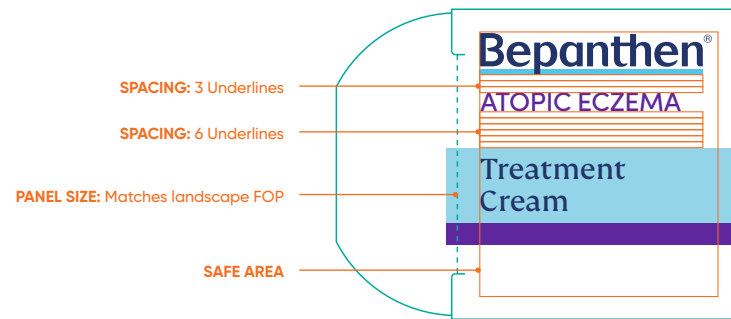 Bepanthen®
SPACING: 3 Underlines
ATOPIC ECZEMA
SPACING: 6 Underlines
Treatment
Cream
PANEL SIZE: Matches landscape FOP
SAFE AREA